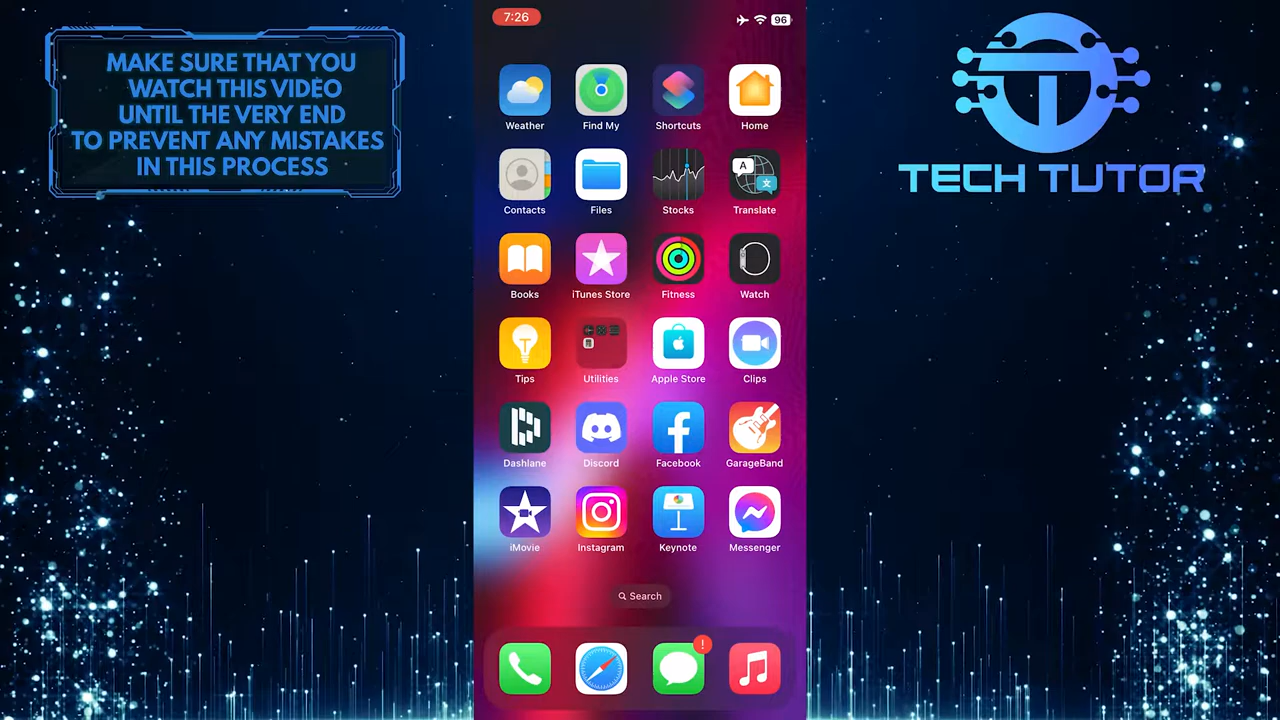 MAKE SURE THAT YOU
WATCH THIS VIDEO
UNTIL THE VERY END
TO PREVENT ANY MISTAKES
IN THIS PROCESS
7:26
96
Weather Find My Shortcuts Home
Contacts Files Stocks Translate
Books iTunes Store Fitness Watch
Tips Utilities Apple Store Clips
Dashlane Discord Facebook GarageBand
iMovie Instagram Keynote Messenger
Search
!
TECH TUTOR